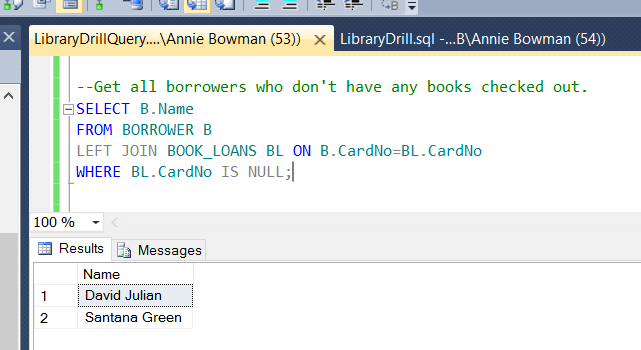 LibraryDrillQuery....\Annie Bowman (53))
LibraryDrill.sql -...B\Annie Bowman (54))
--Get all borrowers who don't have any books checked out.
SELECT B.Name
FROM BORROWER B
LEFT JOIN BOOK_LOANS BL ON B.CardNo=BL.CardNo
WHERE BL.CardNo IS NULL;
100 %
Results
Messages
Name
1 David Julian
2 Santana Green